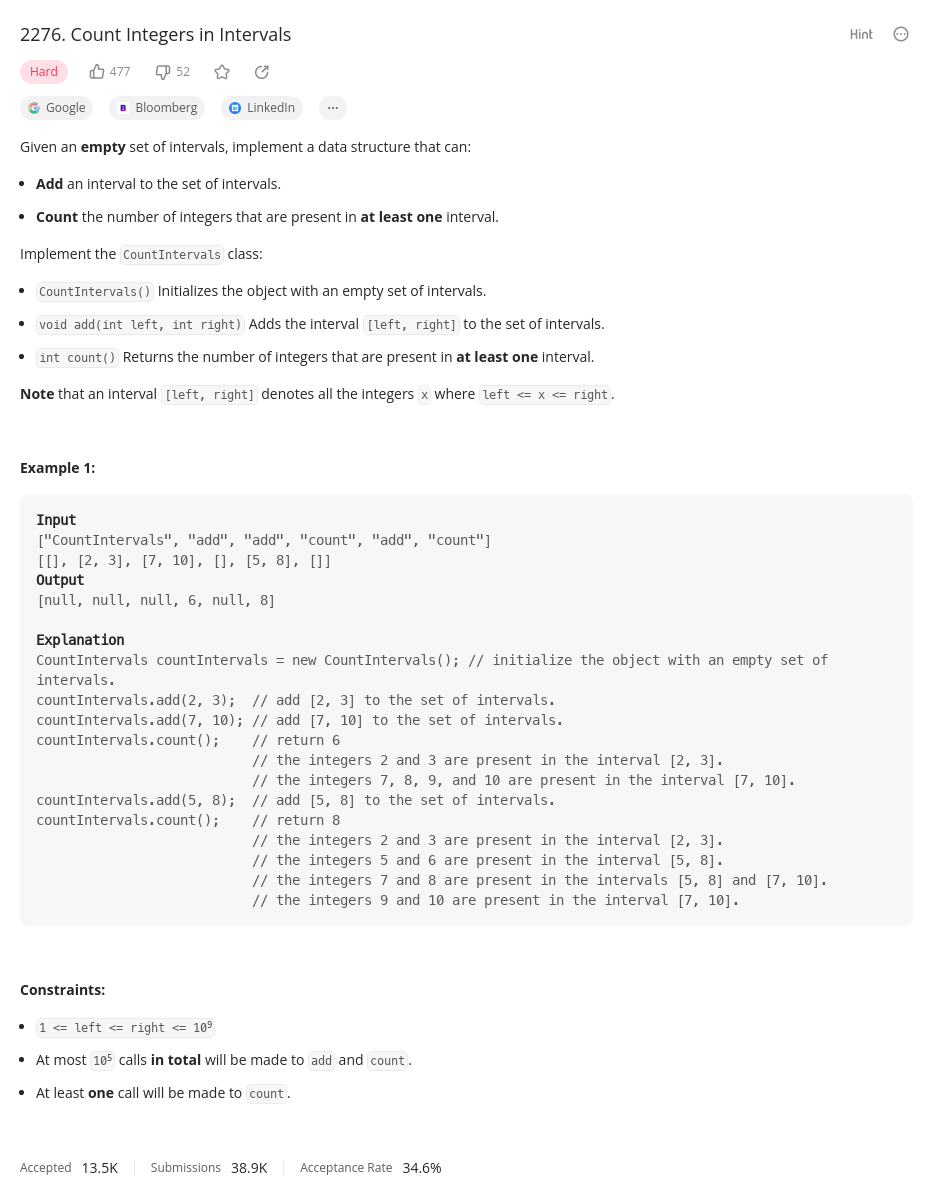 2276. Count Integers in Intervals
Hint
Hard 477 52
Google B Bloomberg in LinkedIn ...
Given an empty set of intervals, implement a data structure that can:
• Add an interval to the set of intervals.
• Count the number of integers that are present in at least one interval.
Implement the CountIntervals class:
• CountIntervals() Initializes the object with an empty set of intervals.
• void add(int left, int right) Adds the interval [left, right] to the set of intervals.
• int count() Returns the number of integers that are present in at least one interval.
Note that an interval [left, right] denotes all the integers x where left <= x <= right.
Example 1:
Input
["CountIntervals", "add", "add", "count", "add", "count"]
[[], [2, 3], [7, 10], [], [5, 8], []]
Output
[null, null, null, 6, null, 8]
Explanation
CountIntervals countIntervals = new CountIntervals(); // initialize the object with an empty set of
intervals.
countIntervals.add(2, 3);  // add [2, 3] to the set of intervals.
countIntervals.add(7, 10); // add [7, 10] to the set of intervals.
countIntervals.count();    // return 6
                           // the integers 2 and 3 are present in the interval [2, 3].
                           // the integers 7, 8, 9, and 10 are present in the interval [7, 10].
countIntervals.add(5, 8);  // add [5, 8] to the set of intervals.
countIntervals.count();    // return 8
                           // the integers 2 and 3 are present in the interval [2, 3].
                           // the integers 5 and 6 are present in the interval [5, 8].
                           // the integers 7 and 8 are present in the intervals [5, 8] and [7, 10].
                           // the integers 9 and 10 are present in the interval [7, 10].
Constraints:
• 1 <= left <= right <= 10⁹
• At most 10⁵ calls in total will be made to add and count.
• At least one call will be made to count.
Accepted 13.5K Submissions 38.9K Acceptance Rate 34.6%